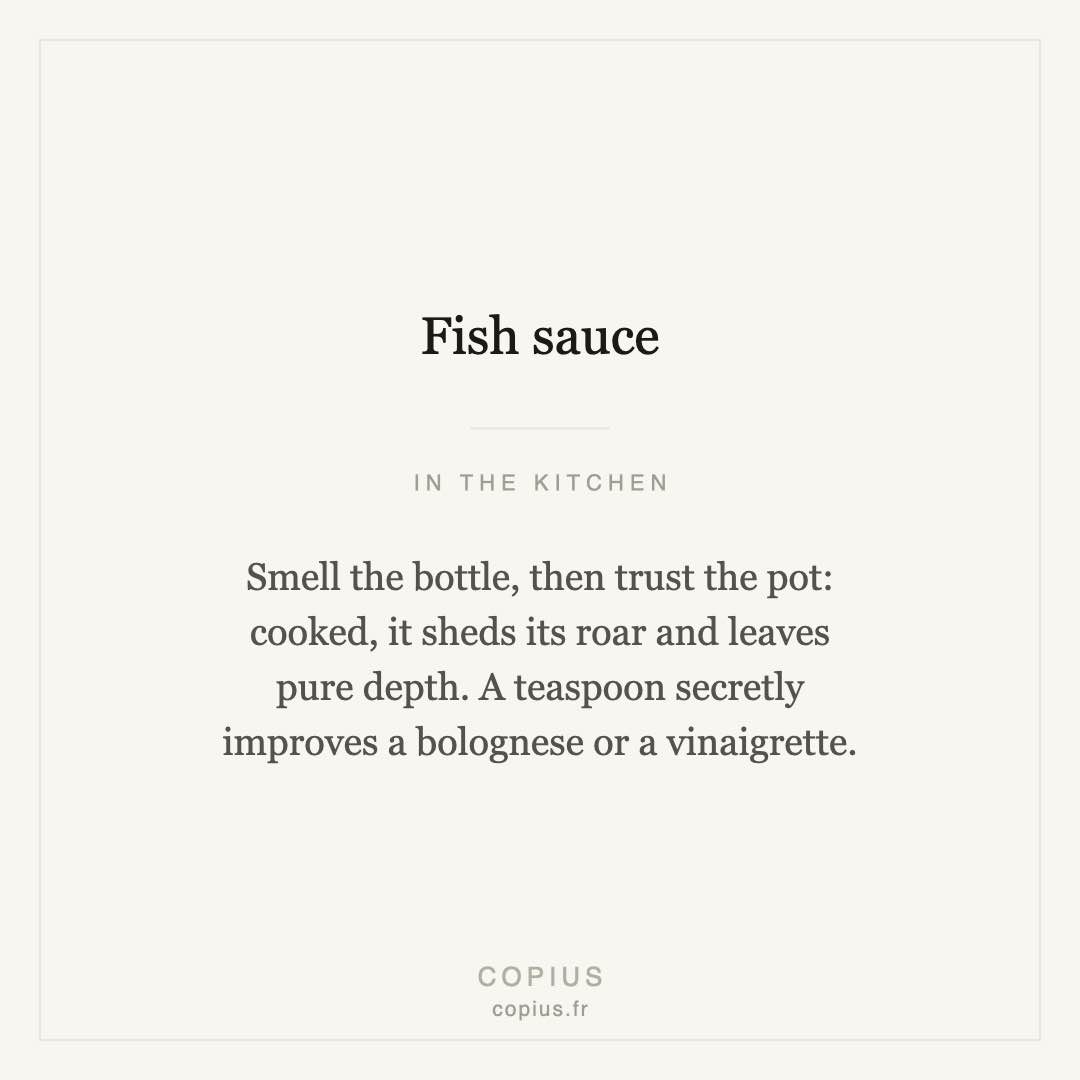 Fish sauce
IN THE KITCHEN
Smell the bottle, then trust the pot:
cooked, it sheds its roar and leaves
pure depth. A teaspoon secretly
improves a bolognese or a vinaigrette.
COPIUS
copius.fr